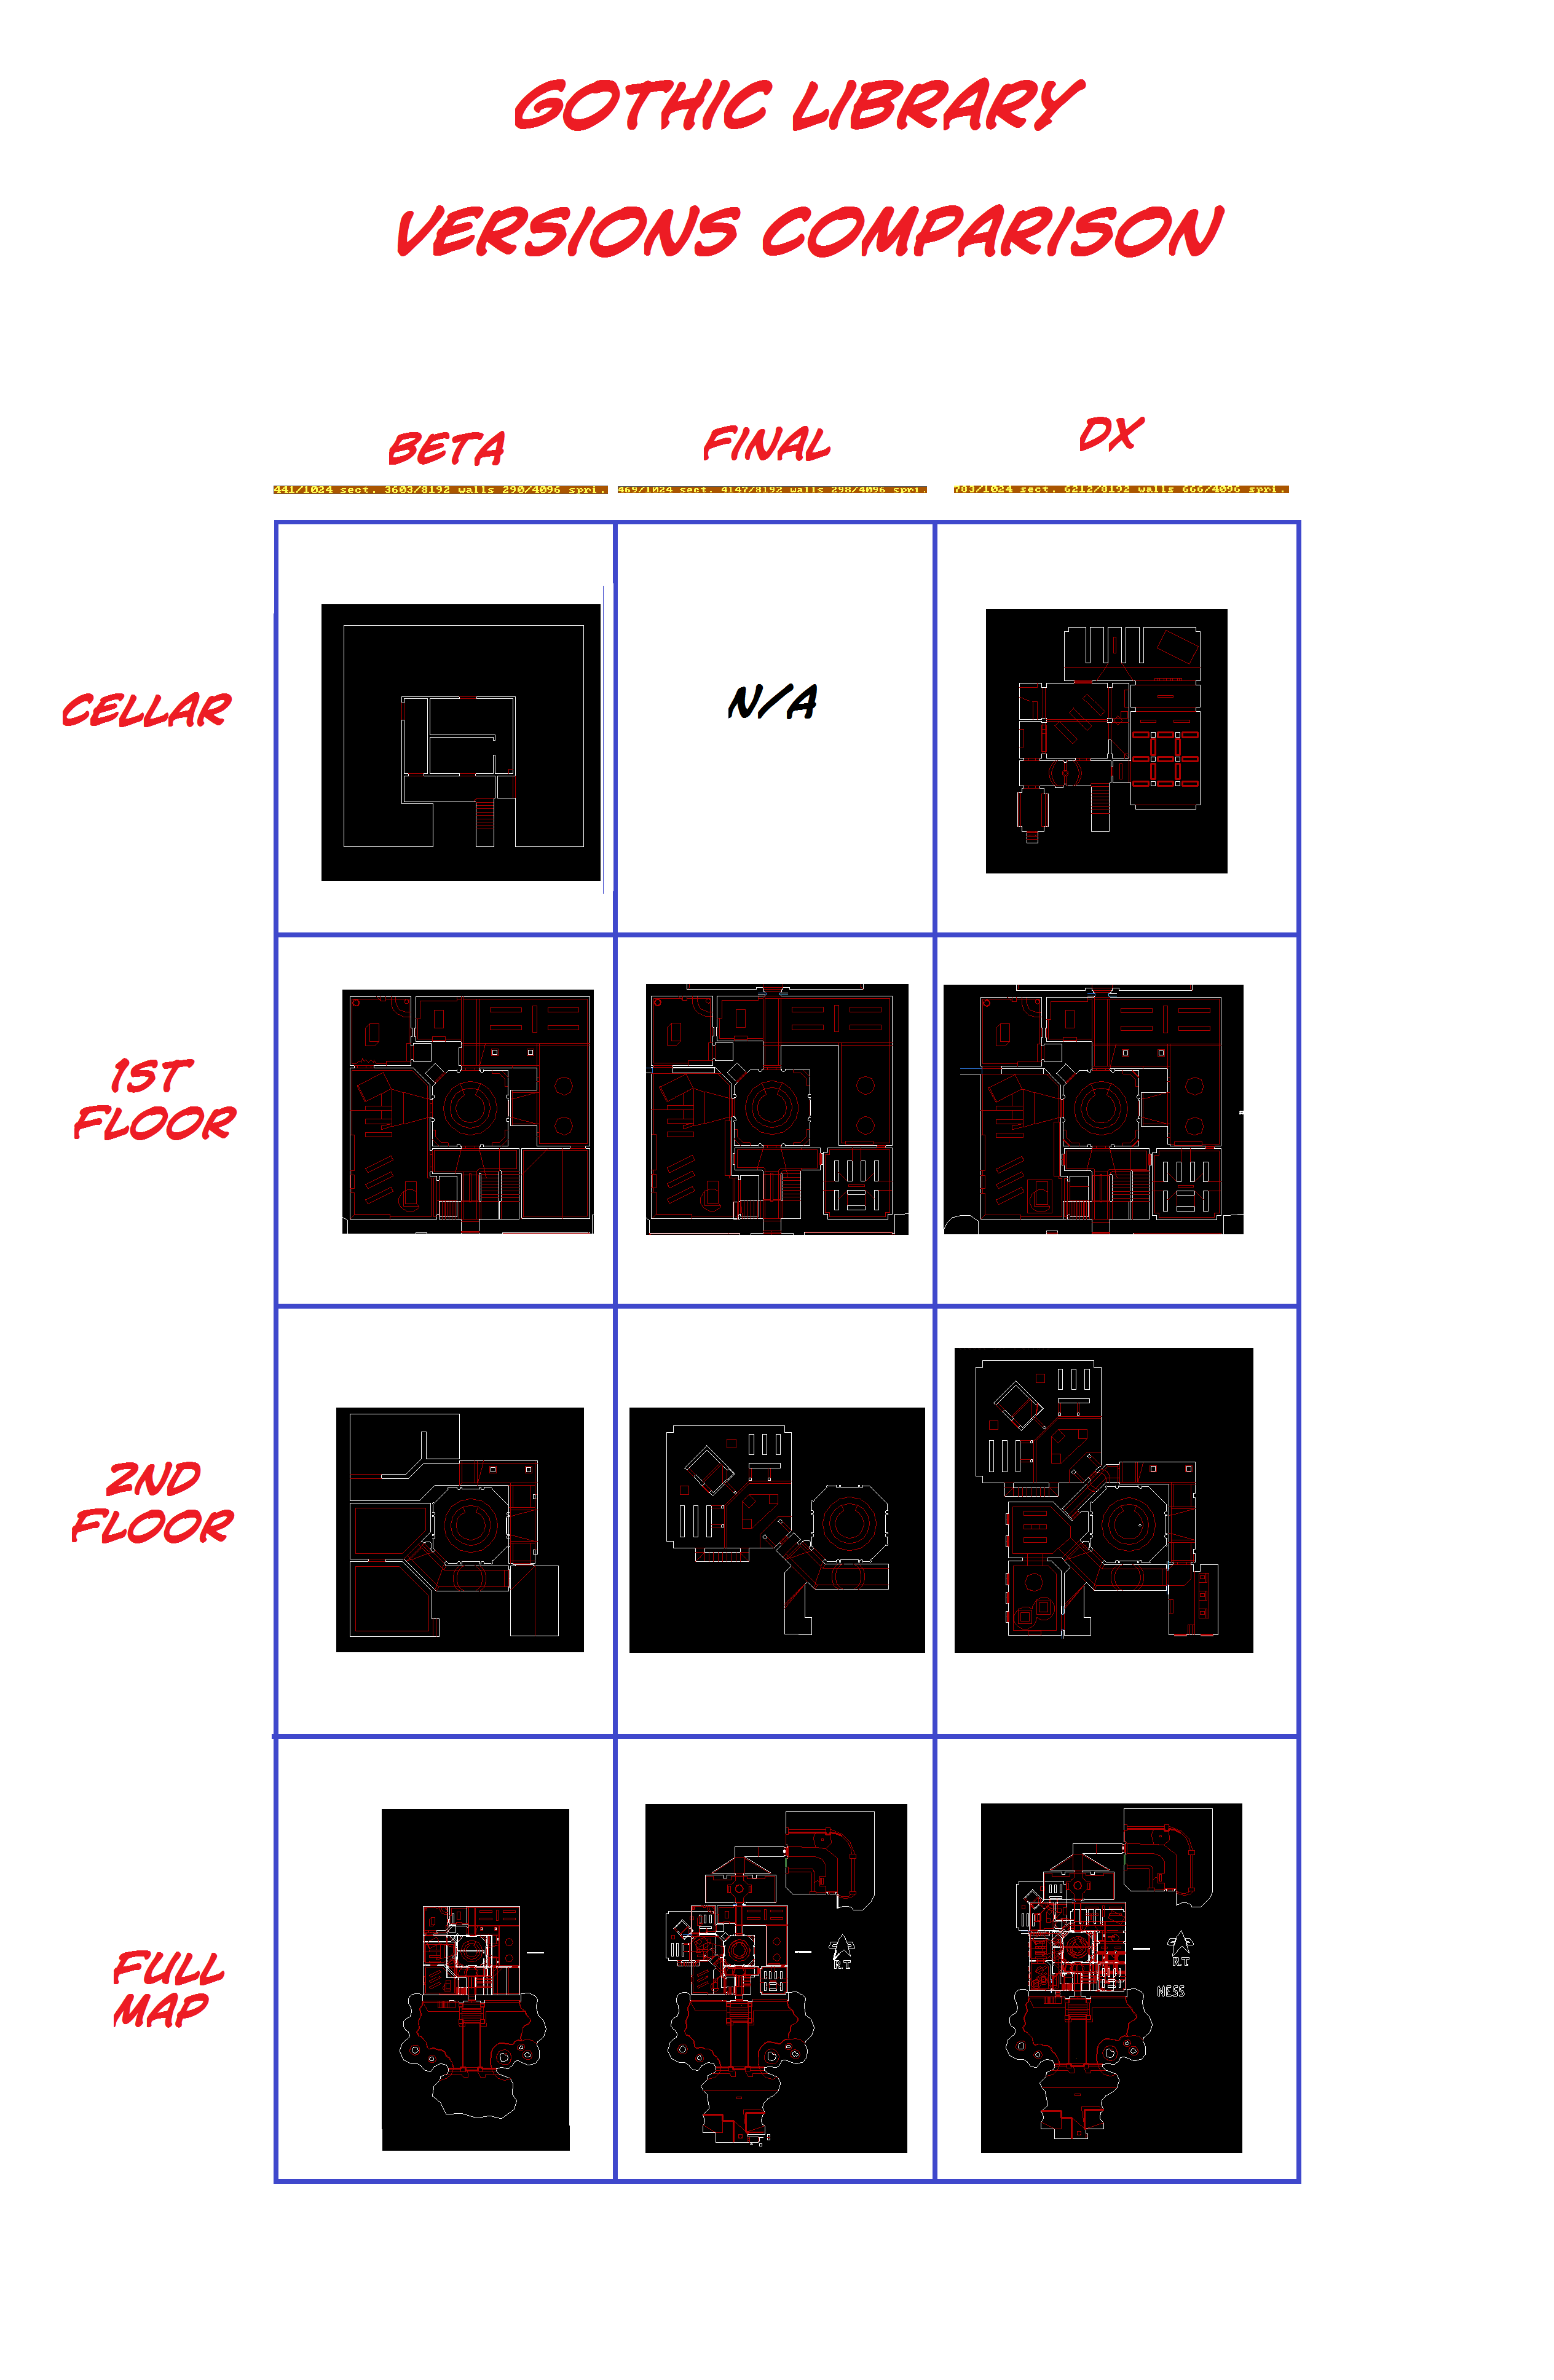 GOTHIC LIBRARY
VERSIONS COMPARISON
BETA
FINAL
DX
441/1024 sect. 3603/8192 walls 290/4096 spri.
469/1024 sect. 4147/8192 walls 298/4096 spri.
783/1024 sect. 6212/8192 walls 666/4096 spri.
CELLAR
N/A
1ST
FLOOR
2ND
FLOOR
FULL
MAP
R.T
R.T
NESS